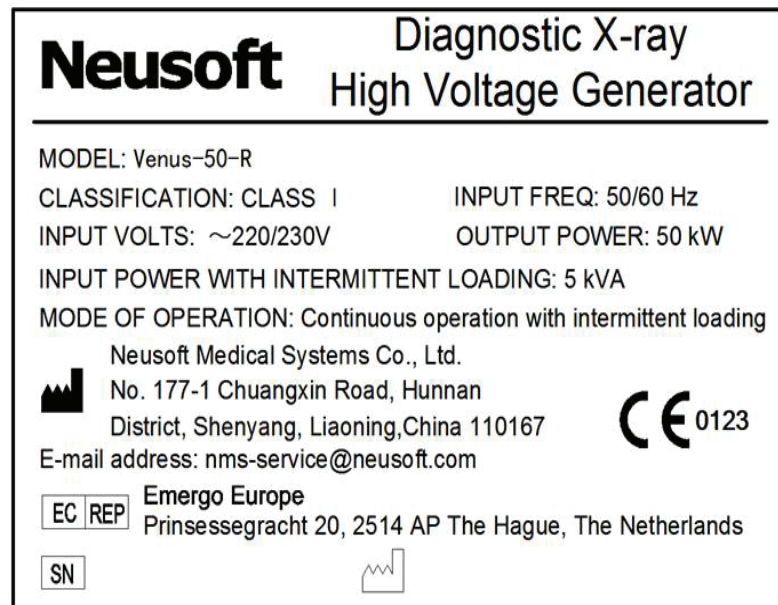 Neusoft
Diagnostic X-ray
High Voltage Generator
MODEL: Venus-50-R
CLASSIFICATION: CLASS I
INPUT FREQ: 50/60 Hz
INPUT VOLTS: ～220/230V
OUTPUT POWER: 50 kW
INPUT POWER WITH INTERMITTENT LOADING: 5 kVA
MODE OF OPERATION: Continuous operation with intermittent loading
Neusoft Medical Systems Co., Ltd.
No. 177-1 Chuangxin Road, Hunnan
District, Shenyang, Liaoning,China 110167
CE 0123
E-mail address: nms-service@neusoft.com
EC REP
Emergo Europe
Prinsessegracht 20, 2514 AP The Hague, The Netherlands
SN